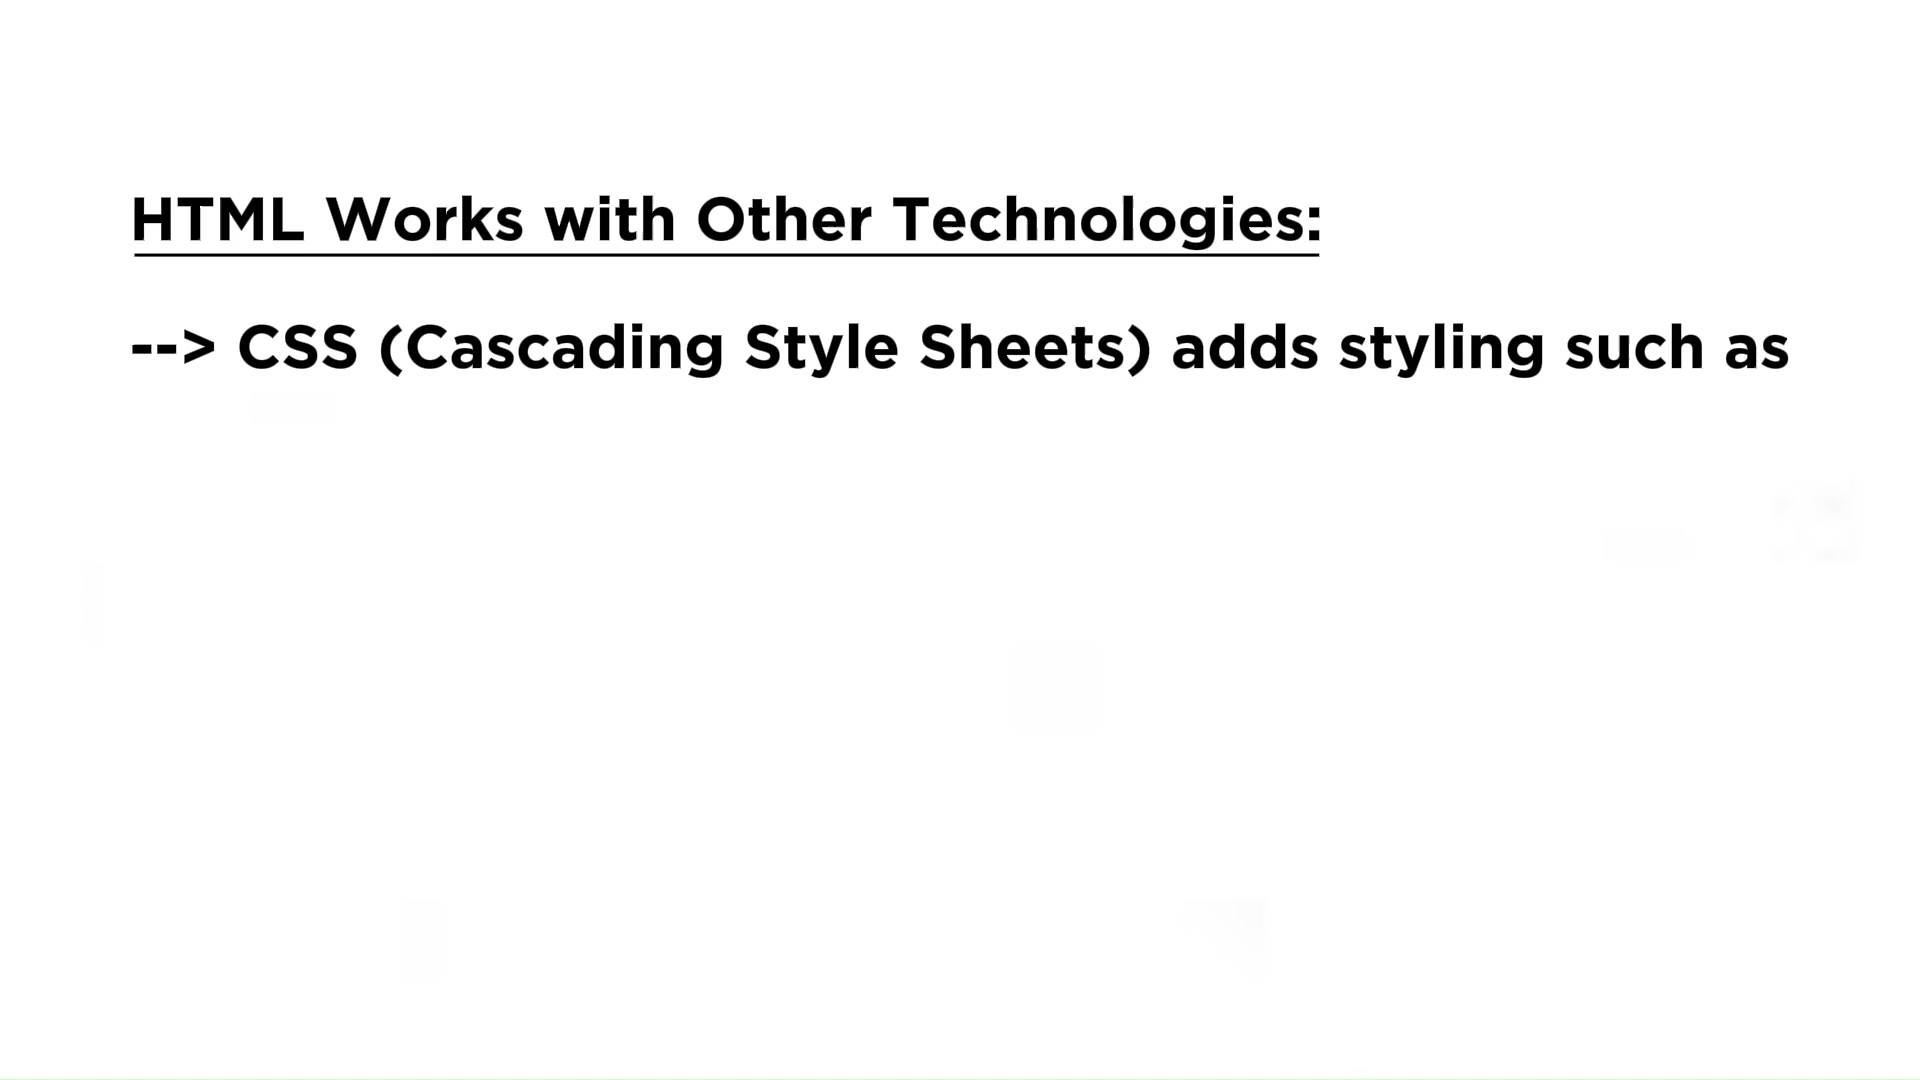 HTML Works with Other Technologies:
--> CSS (Cascading Style Sheets) adds styling such as